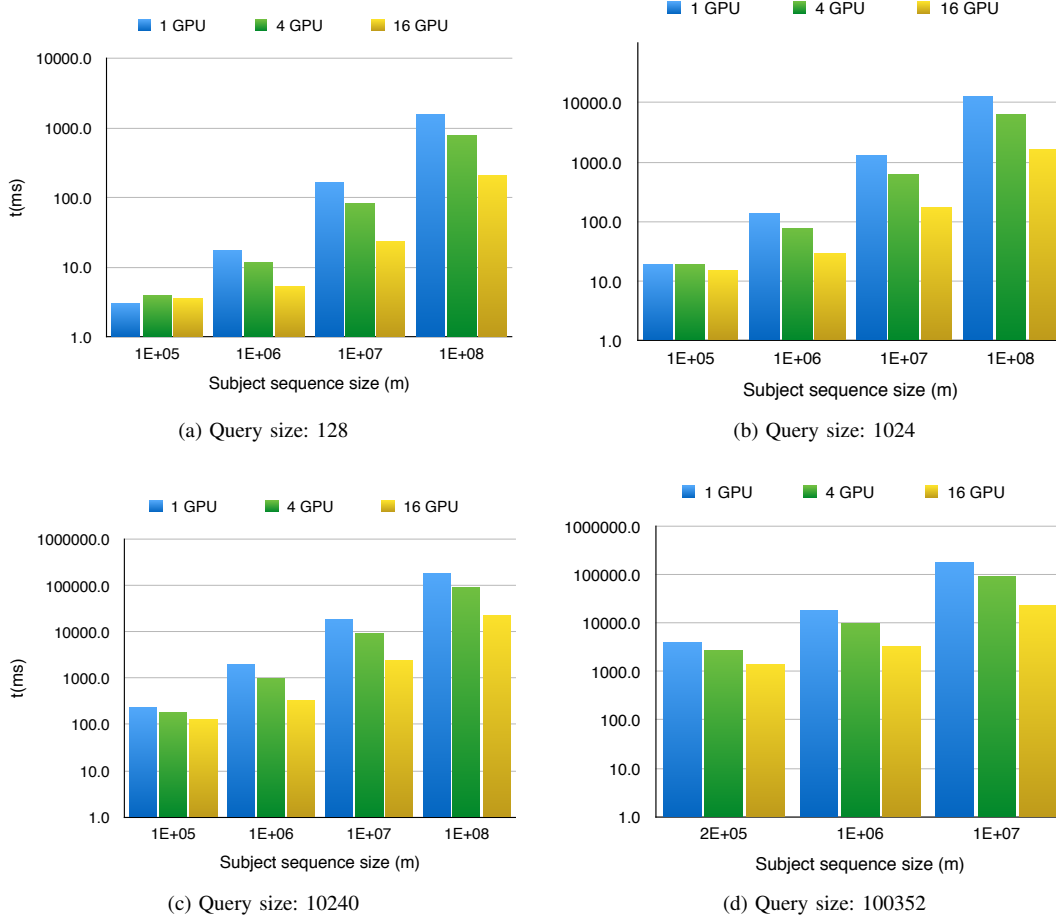 1 GPU 4 GPU 16 GPU
10000.0
1000.0
100.0
10.0
1.0
t(ms)
1E+05 1E+06 1E+07 1E+08
Subject sequence size (m)
(a) Query size: 128
1 GPU 4 GPU 16 GPU
10000.0
1000.0
100.0
10.0
1.0
1E+05 1E+06 1E+07 1E+08
Subject sequence size (m)
(b) Query size: 1024
1 GPU 4 GPU 16 GPU
1000000.0
100000.0
10000.0
1000.0
100.0
10.0
1.0
t(ms)
1E+05 1E+06 1E+07 1E+08
Subject sequence size (m)
(c) Query size: 10240
1 GPU 4 GPU 16 GPU
1000000.0
100000.0
10000.0
1000.0
100.0
10.0
1.0
2E+05 1E+06 1E+07
Subject sequence size (m)
(d) Query size: 100352